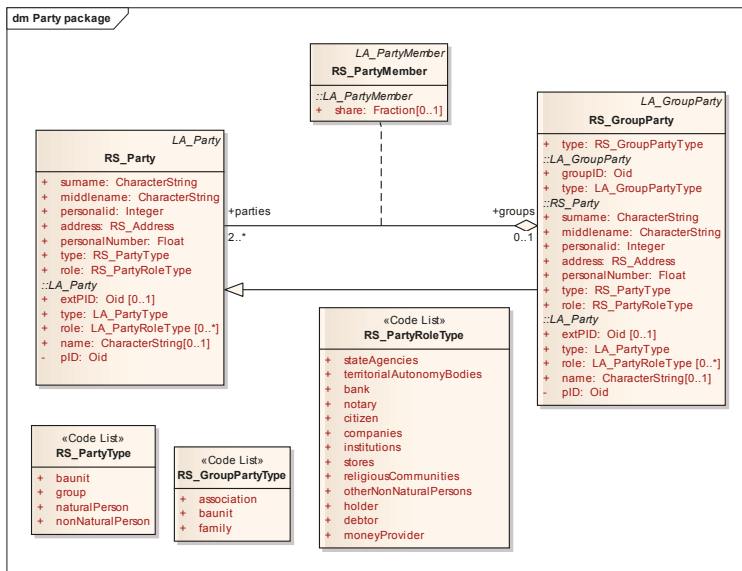 dm Party package
LA_PartyMember
RS_PartyMember
::LA_PartyMember
+ share: Fraction[0..1]
LA_Party
RS_Party
+ surname: CharacterString
+ middlename: CharacterString
+ personalid: Integer
+ address: RS_Address
+ personalNumber: Float
+ type: RS_PartyType
+ role: RS_PartyRoleType
::LA_Party
+ extPID: Oid [0..1]
+ type: LA_PartyType
+ role: LA_PartyRoleType [0..*]
+ name: CharacterString[0..1]
- pID: Oid
+parties
2..*
+groups
0..1
LA_GroupParty
RS_GroupParty
+ type: RS_GroupPartyType
::LA_GroupParty
+ groupID: Oid
+ type: LA_GroupPartyType
::RS_Party
+ surname: CharacterString
+ middlename: CharacterString
+ personalid: Integer
+ address: RS_Address
+ personalNumber: Float
+ type: RS_PartyType
+ role: RS_PartyRoleType
::LA_Party
+ extPID: Oid [0..1]
+ type: LA_PartyType
+ role: LA_PartyRoleType [0..*]
+ name: CharacterString[0..1]
- pID: Oid
«Code List»
RS_PartyRoleType
+ stateAgencies
+ territorialAutonomyBodies
+ bank
+ notary
+ citizen
+ companies
+ institutions
+ stores
+ religiousCommunities
+ otherNonNaturalPersons
+ holder
+ debtor
+ moneyProvider
«Code List»
RS_PartyType
+ baunit
+ group
+ naturalPerson
+ nonNaturalPerson
«Code List»
RS_GroupPartyType
+ association
+ baunit
+ family